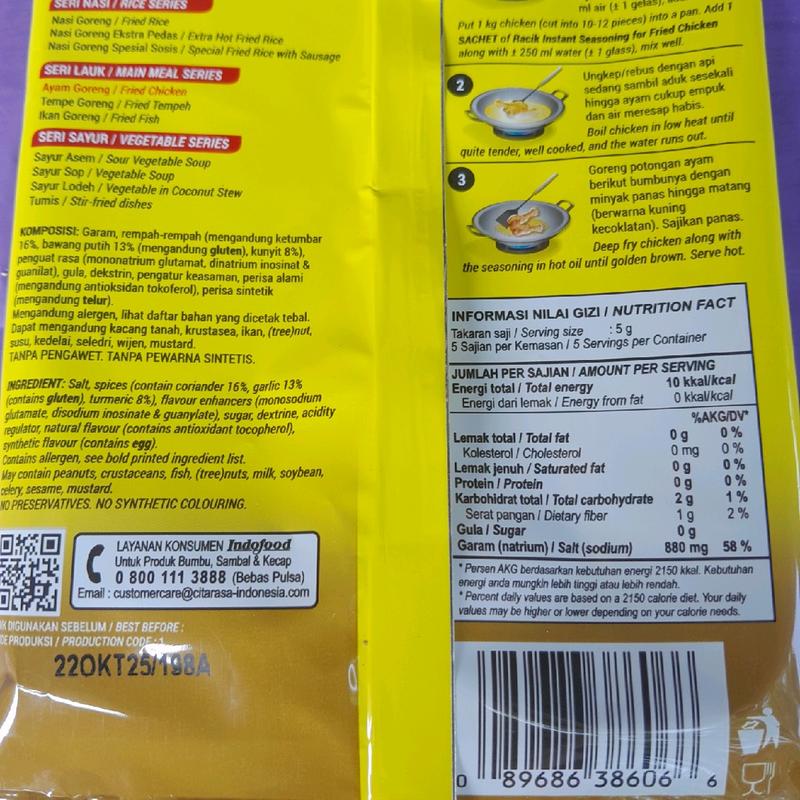 SERI NASI / RICE SERIES
Nasi Goreng / Fried Rice
Nasi Goreng Ekstra Pedas / Extra Hot Fried Rice
Nasi Goreng Spesial Sosis / Special Fried Rice with Sausage
SERI LAUK / MAIN MEAL SERIES
Ayam Goreng / Fried Chicken
Tempe Goreng / Fried Tempeh
Ikan Goreng / Fried Fish
SERI SAYUR / VEGETABLE SERIES
Sayur Asem / Sour Vegetable Soup
Sayur Sop / Vegetable Soup
Sayur Lodeh / Vegetable in Coconut Stew
Tumis / Stir-fried dishes
KOMPOSISI: Garam, rempah-rempah (mengandung ketumbar
16%, bawang putih 13% (mengandung gluten), kunyit 8%),
penguat rasa (mononatrium glutamat, dinatrium inosinat &
guanilat), gula, dekstrin, pengatur keasaman, perisa alami
(mengandung antioksidan tokoferol), perisa sintetik
(mengandung telur).
Mengandung alergen, lihat daftar bahan yang dicetak tebal.
Dapat mengandung kacang tanah, krustasea, ikan, (tree)nut,
susu, kedelai, seledri, wijen, mustard.
TANPA PENGAWET. TANPA PEWARNA SINTETIS.
INGREDIENT: Salt, spices (contain coriander 16%, garlic 13%
(contains gluten), turmeric 8%), flavour enhancers (monosodium
glutamate, disodium inosinate & guanylate), sugar, dextrine, acidity
regulator, natural flavour (contains antioxidant tocopherol),
synthetic flavour (contains egg).
Contains allergen, see bold printed ingredient list.
May contain peanuts, crustaceans, fish, (tree)nuts, milk, soybean,
celery, sesame, mustard.
NO PRESERVATIVES. NO SYNTHETIC COLOURING.
LAYANAN KONSUMEN Indofood
Untuk Produk Bumbu, Sambal & Kecap
0 800 111 3888 (Bebas Pulsa)
Email : customercare@citarasa-indonesia.com
DIGUNAKAN SEBELUM / BEST BEFORE :
PRODUKSI / PRODUCTION CODE : 1
22OKT25/198A
ml air (± 1 gelas),
Put 1 kg chicken (cut into 10-12 pieces) into a pan. Add 1
SACHET of Racik Instant Seasoning for Fried Chicken
along with ± 250 ml water (± 1 glass), mix well.
2
Ungkep/rebus dengan api
sedang sambil aduk sesekali
hingga ayam cukup empuk
dan air meresap habis.
Boil chicken in low heat until
quite tender, well cooked, and the water runs out.
3
Goreng potongan ayam
berikut bumbunya dengan
minyak panas hingga matang
(berwarna kuning
kecoklatan). Sajikan panas.
Deep fry chicken along with
the seasoning in hot oil until golden brown. Serve hot.
INFORMASI NILAI GIZI / NUTRITION FACT
Takaran saji / Serving size : 5 g
5 Sajian per Kemasan / 5 Servings per Container
JUMLAH PER SAJIAN / AMOUNT PER SERVING
Energi total / Total energy 10 kkal/kcal
Energi dari lemak / Energy from fat 0 kkal/kcal
%AKG/DV*
Lemak total / Total fat 0 g 0 %
Kolesterol / Cholesterol 0 mg 0 %
Lemak jenuh / Saturated fat 0 g 0 %
Protein / Protein 0 g 0 %
Karbohidrat total / Total carbohydrate 2 g 1 %
Serat pangan / Dietary fiber 1 g 2 %
Gula / Sugar 0 g
Garam (natrium) / Salt (sodium) 880 mg 58 %
* Persen AKG berdasarkan kebutuhan energi 2150 kkal. Kebutuhan
energi anda mungkin lebih tinggi atau lebih rendah.
* Percent daily values are based on a 2150 calorie diet. Your daily
values may be higher or lower depending on your calorie needs.
0 89686 38606 6